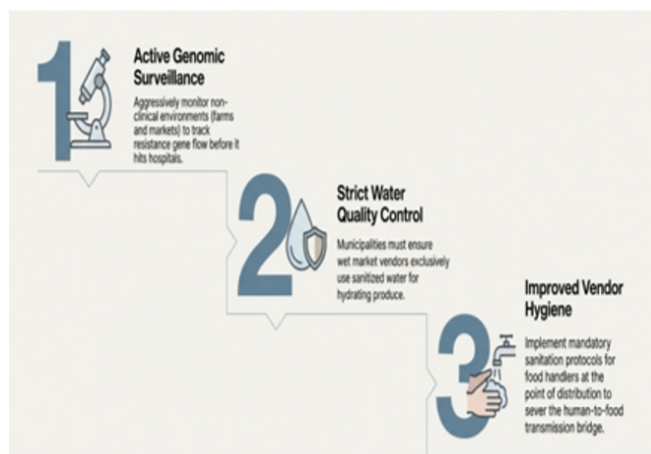 1
Active Genomic
Surveillance
Aggressively monitor non-
clinical environments (farms
and markets) to track
resistance gene flow before it
hits hospitals.
2
Strict Water
Quality Control
Municipalities must ensure
wet market vendors exclusively
use sanitized water for
hydrating produce.
3
Improved Vendor
Hygiene
Implement mandatory
sanitation protocols for
food handlers at the
point of distribution to
sever the human-to-food
transmission bridge.